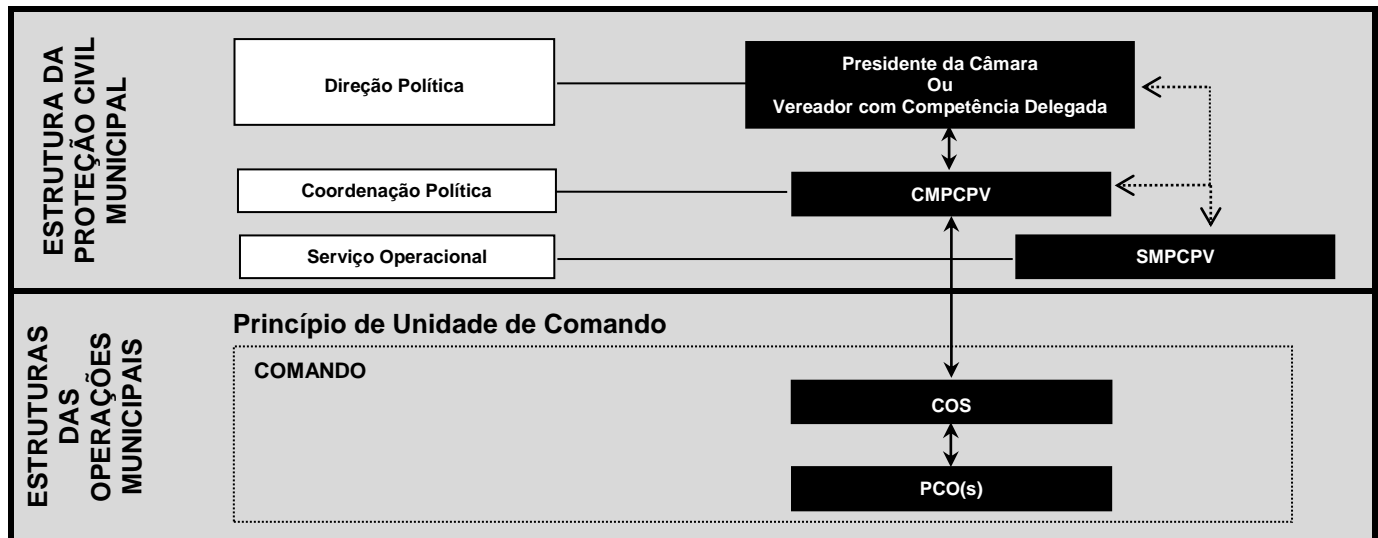 ESTRUTURA DA
PROTEÇÃO CIVIL
MUNICIPAL
Direção Política
Presidente da Câmara
Ou
Vereador com Competência Delegada
Coordenação Política
CMPCPV
Serviço Operacional
SMPCPV
ESTRUTURAS
DAS
OPERAÇÕES
MUNICIPAIS
Princípio de Unidade de Comando
COMANDO
COS
PCO(s)